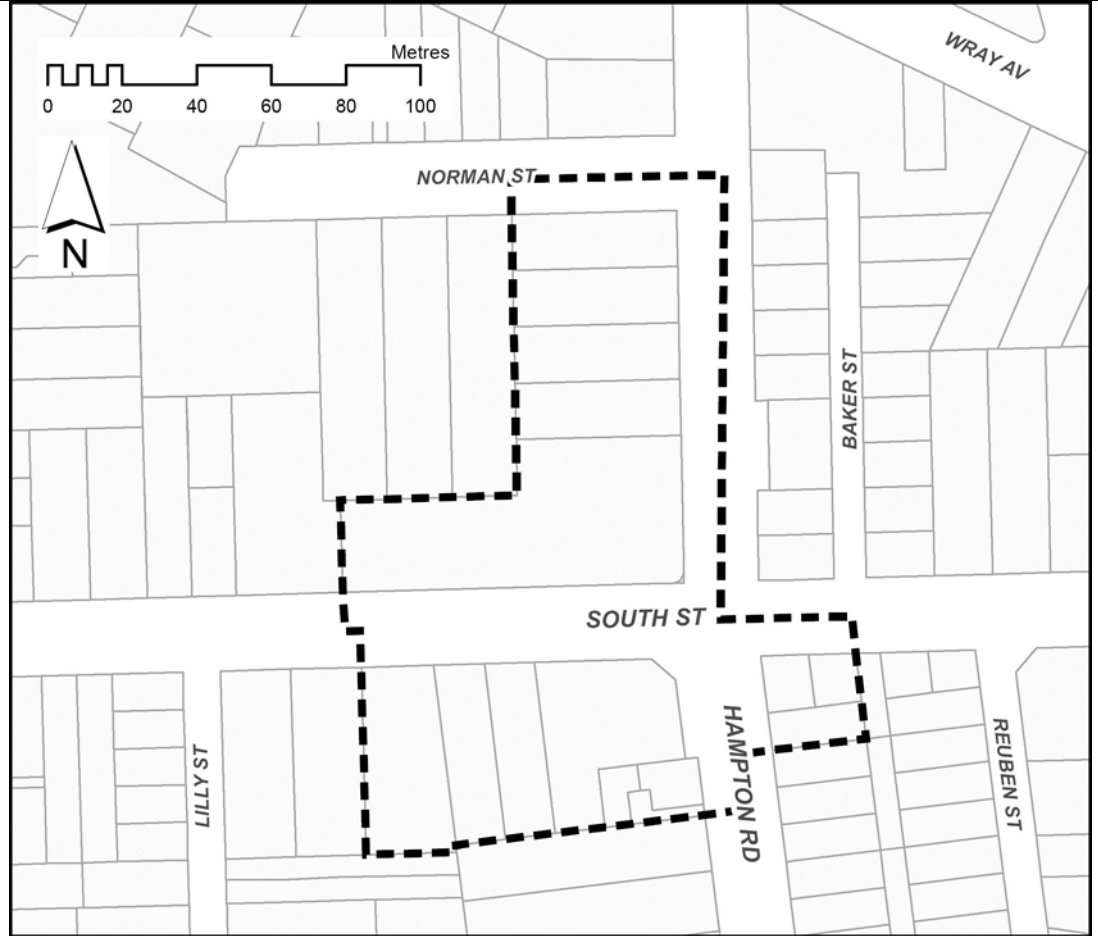 Metres
0 20 40 60 80 100
WRAY AV
N
NORMAN ST
BAKER ST
SOUTH ST
HAMPTON RD
LILLY ST
REUBEN ST